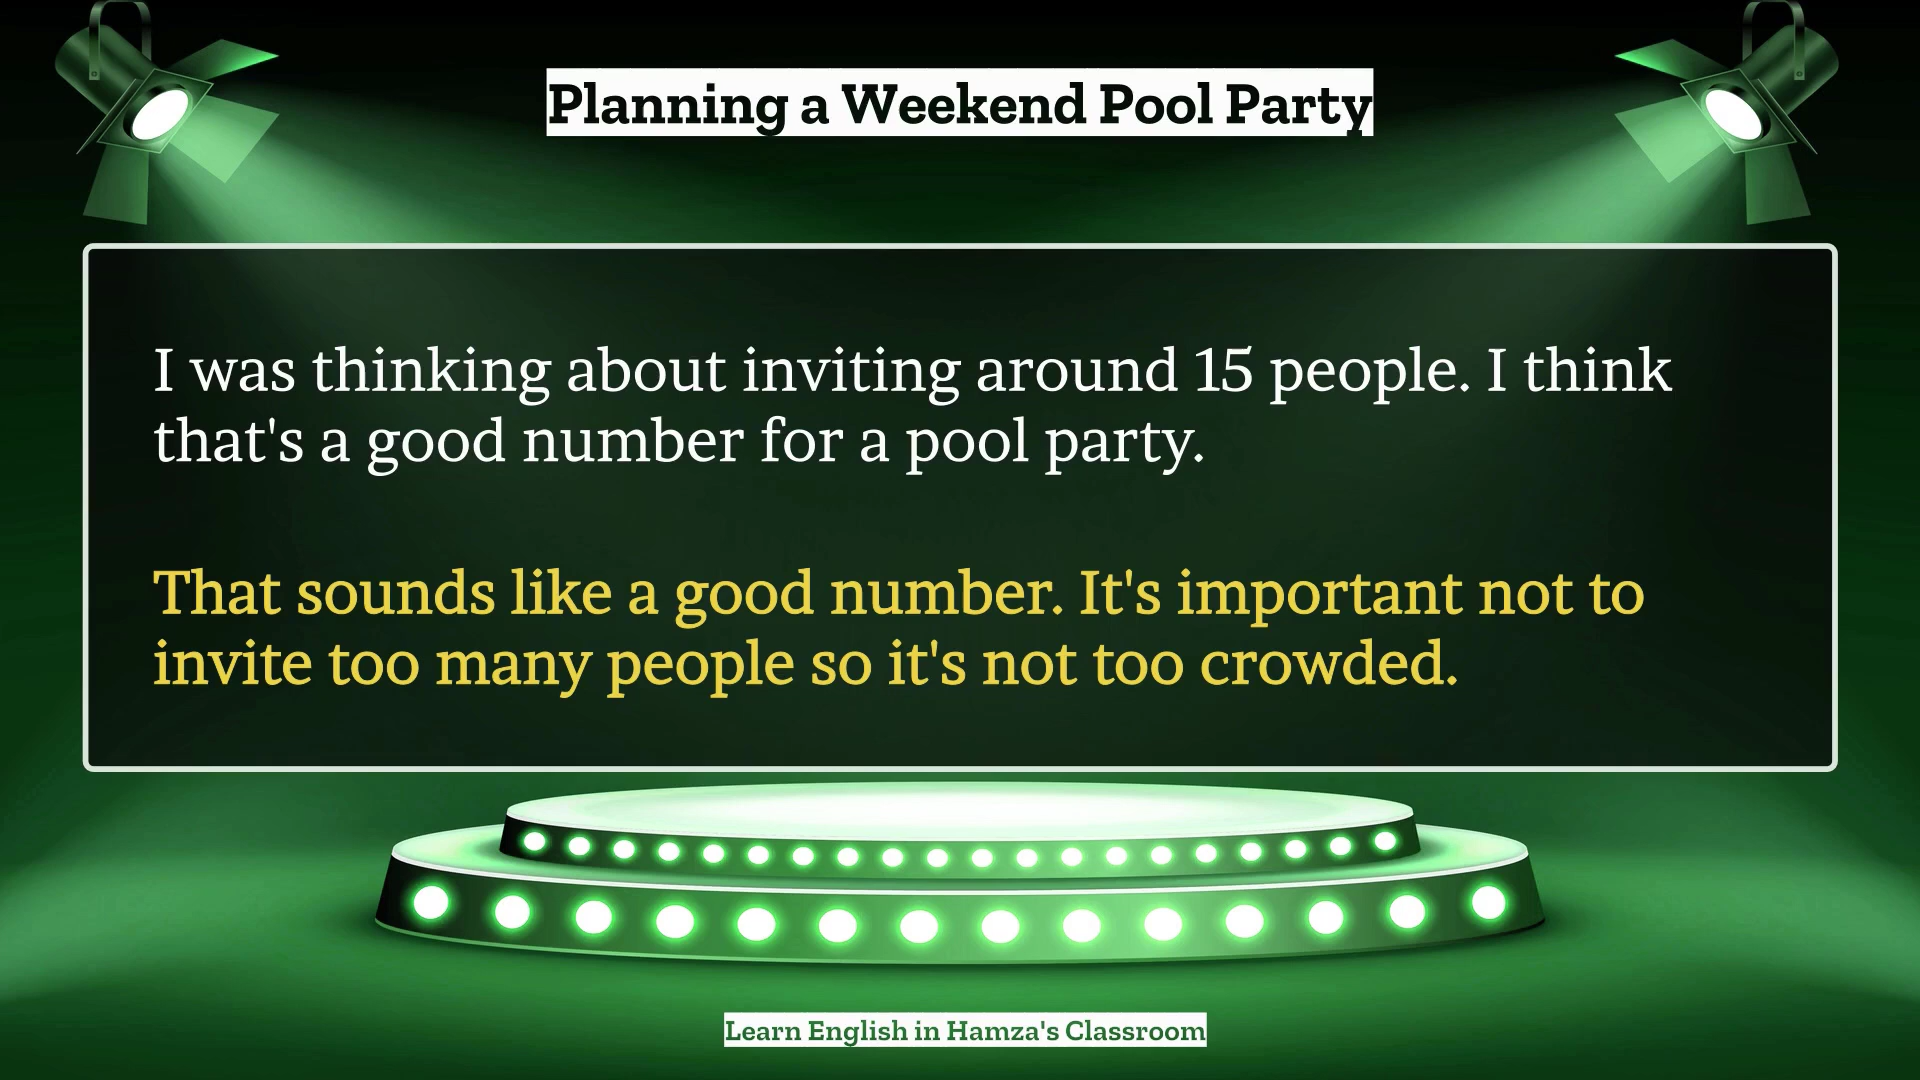 Planning a Weekend Pool Party
I was thinking about inviting around 15 people. I think
that's a good number for a pool party.
That sounds like a good number. It's important not to
invite too many people so it's not too crowded.
Learn English in Hamza's Classroom